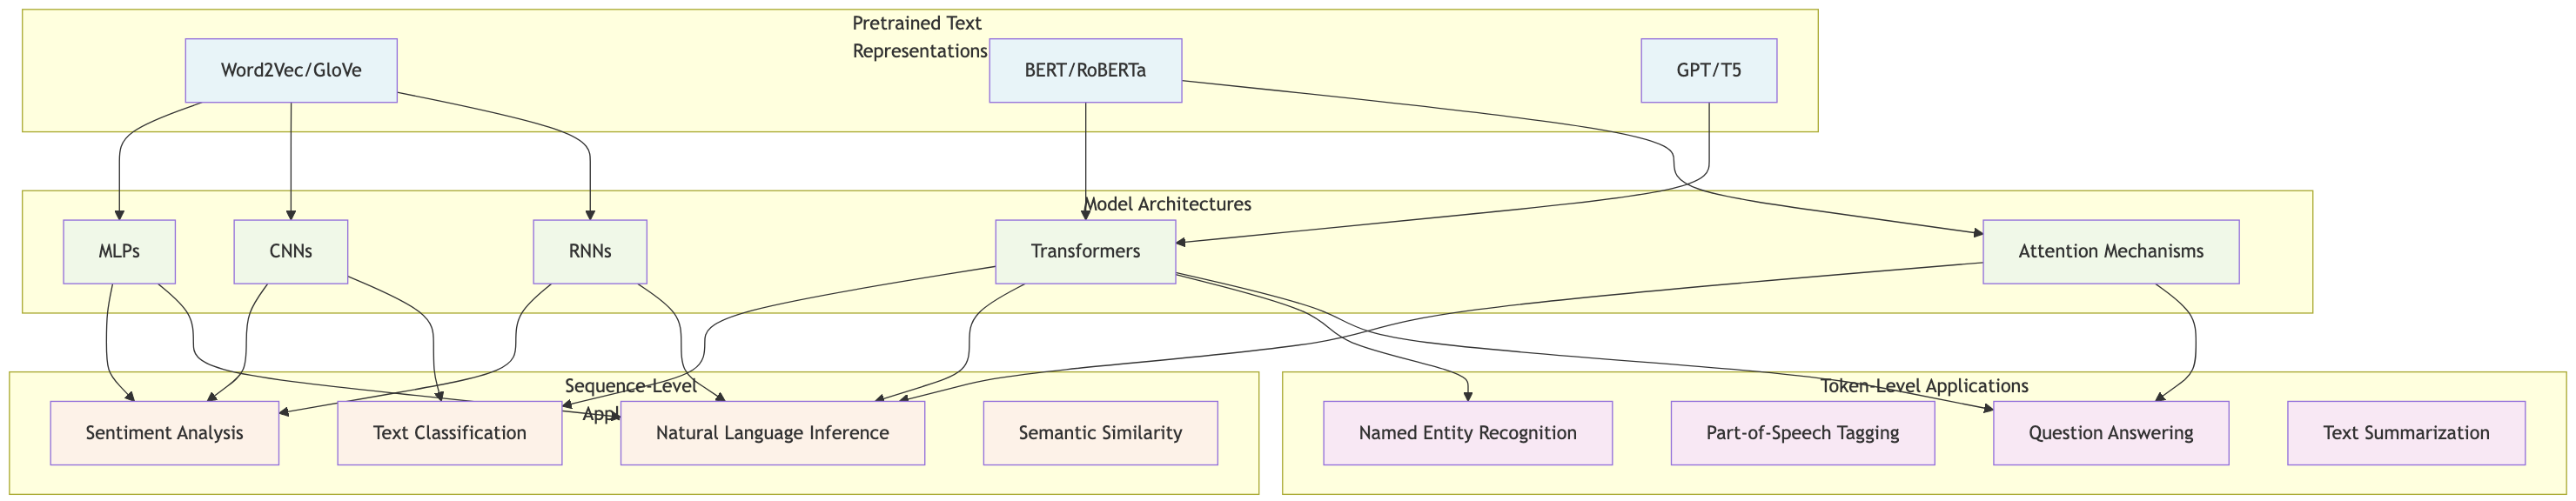 Pretrained Text
Representations
Word2Vec/GloVe
BERT/RoBERTa
GPT/T5
Model Architectures
MLPs
CNNs
RNNs
Transformers
Attention Mechanisms
Sequence-Level
Token-Level Applications
Sentiment Analysis
Text Classification
Natural Language Inference
Semantic Similarity
Named Entity Recognition
Part-of-Speech Tagging
Question Answering
Text Summarization